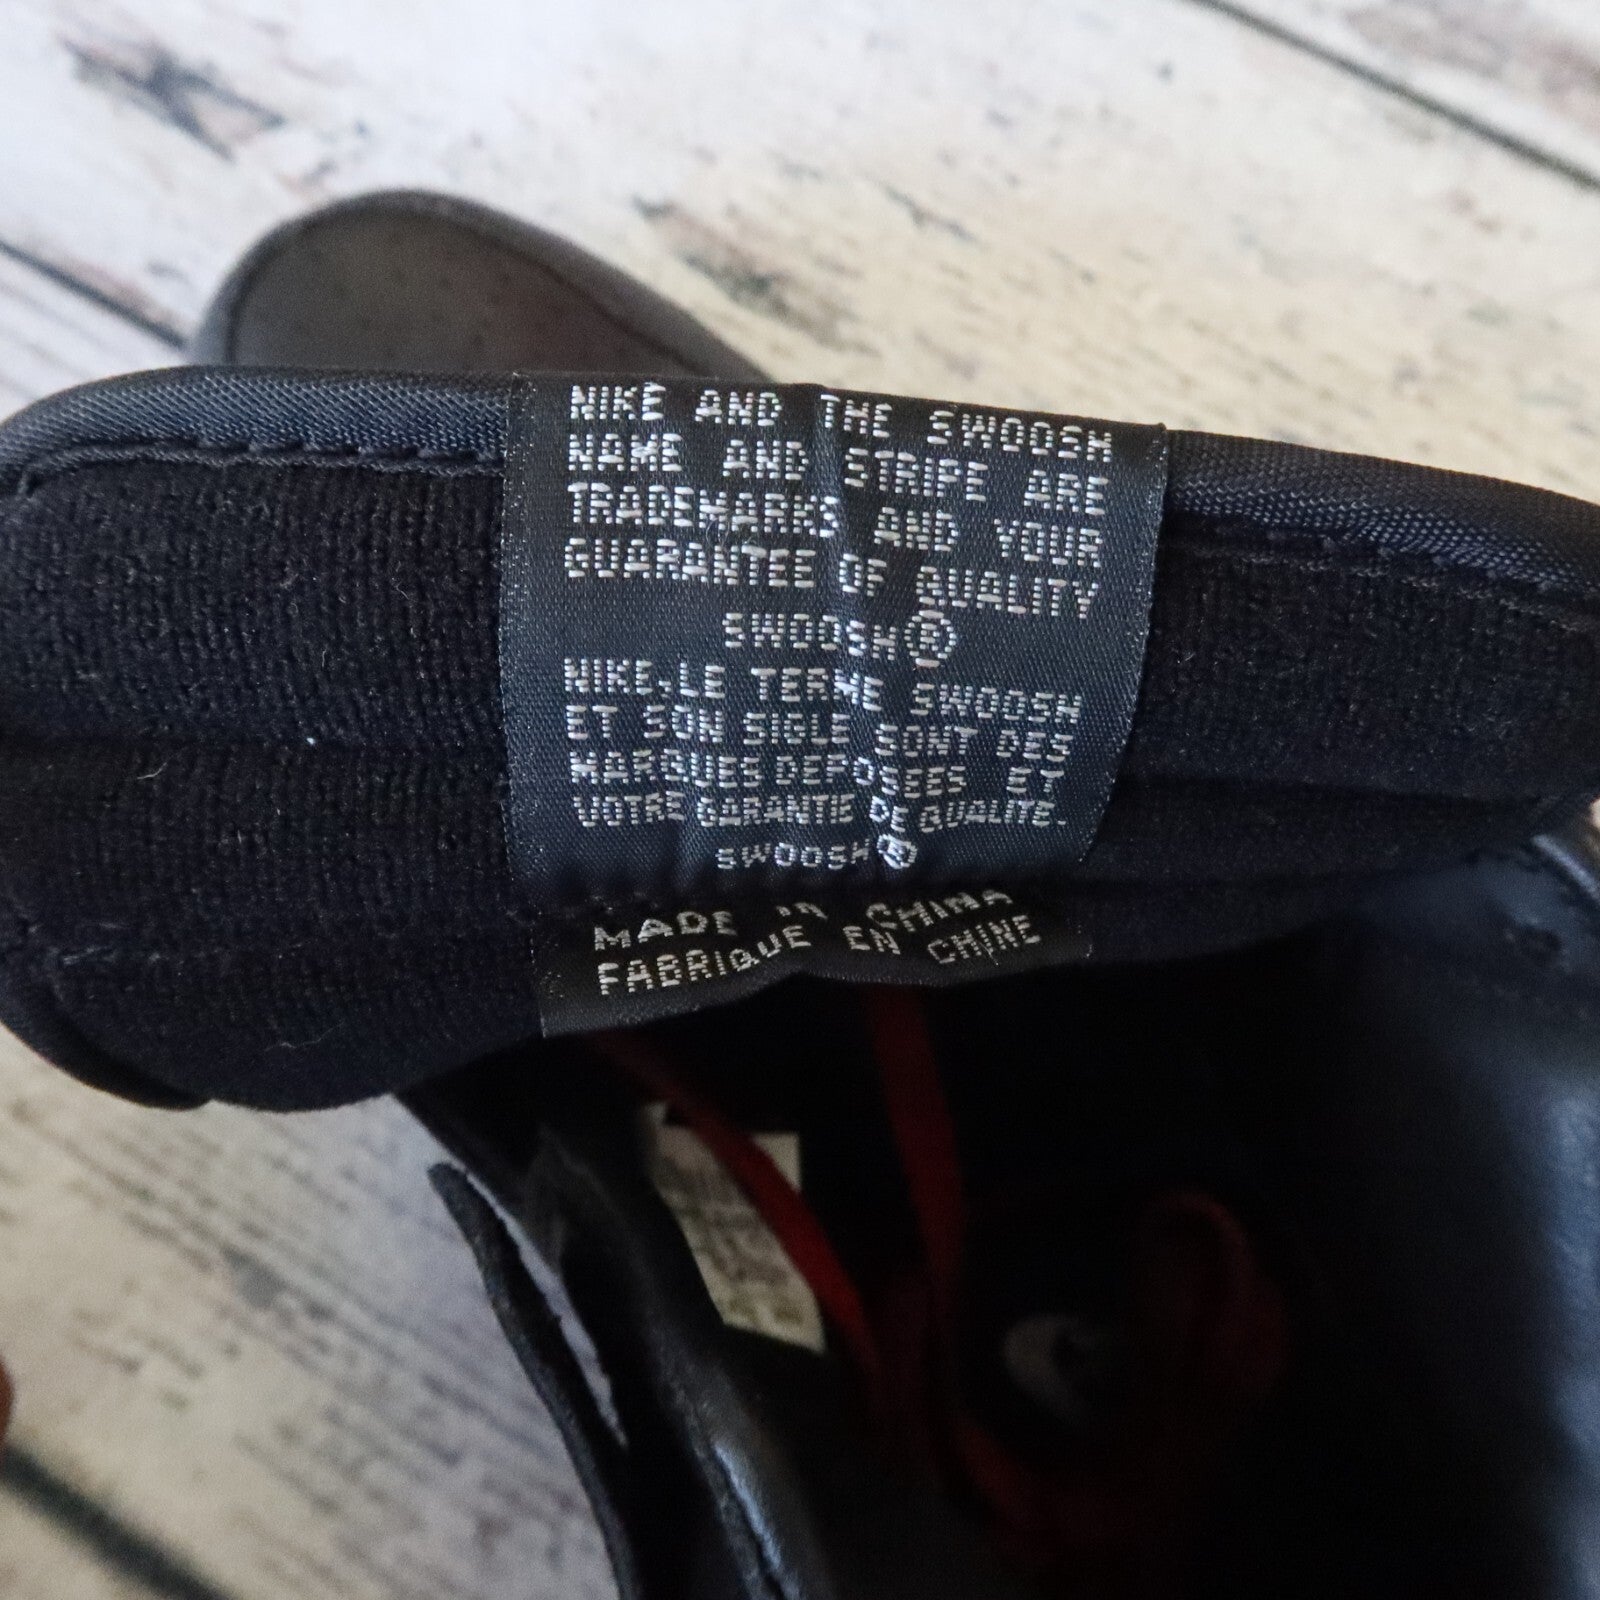 NIKE AND THE SWOOSH
NAME AND STRIPE ARE
TRADEMARKS AND YOUR
GUARANTEE OF QUALITY
SWOOSH®
NIKE,LE TERME SWOOSH
ET SON SIGLE SONT DES
MARQUES DEPOSEES ET
VOTRE GARANTIE DE QUALITE.
SWOOSH®
MADE IN CHINA
FABRIQUE EN CHINE